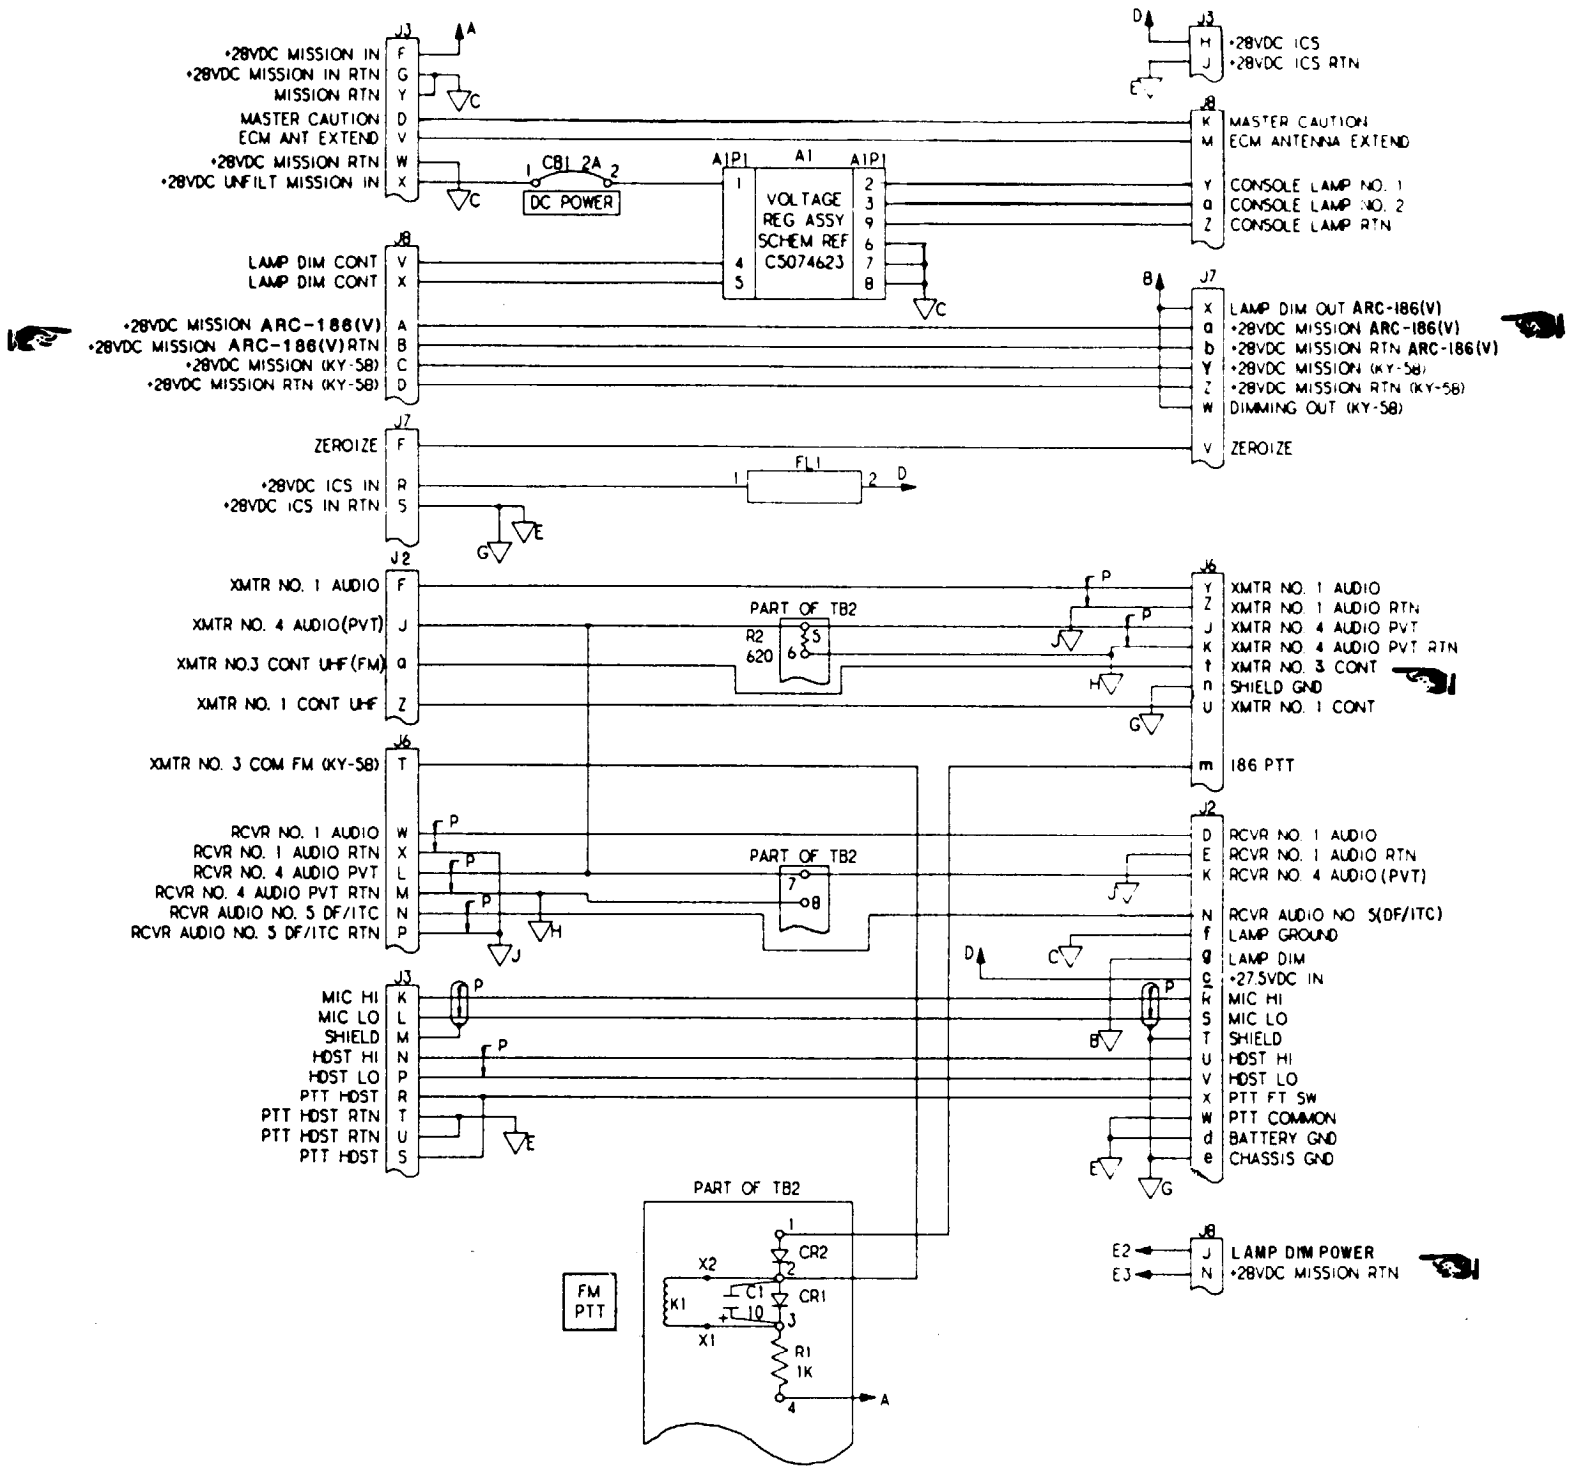 J3
+28VDC MISSION IN F
A
+28VDC MISSION IN RTN G
MISSION RTN Y
C
MASTER CAUTION D
ECM ANT EXTEND V
+28VDC MISSION RTN W
+28VDC UNFILT MISSION IN X
C
1 CB1 2A 2
DC POWER
A1P1 A1 A1P1
1
4
5
VOLTAGE
REG ASSY
SCHEM REF
C5074623
2
3
9
6
7
8
C
D
J3
H +28VDC ICS
J +28VDC ICS RTN
E
J8
K MASTER CAUTION
M ECM ANTENNA EXTEND
Y CONSOLE LAMP NO. 1
a CONSOLE LAMP NO. 2
Z CONSOLE LAMP RTN
J8
LAMP DIM CONT V
LAMP DIM CONT X
+28VDC MISSION ARC-186(V) A
+28VDC MISSION ARC-186(V)RTN B
+28VDC MISSION (KY-58) C
+28VDC MISSION RTN (KY-58) D
B
J7
X LAMP DIM OUT ARC-186(V)
a +28VDC MISSION ARC-186(V)
b +28VDC MISSION RTN ARC-186(V)
Y +28VDC MISSION (KY-58)
Z +28VDC MISSION RTN (KY-58)
W DIMMING OUT (KY-58)
V ZEROIZE
J7
ZEROIZE F
+28VDC ICS IN R
+28VDC ICS IN RTN S
FL1
1 2 D
E
G
J2
XMTR NO. 1 AUDIO F
XMTR NO. 4 AUDIO(PVT) J
XMTR NO.3 CONT UHF(FM) a
XMTR NO. 1 CONT UHF Z
PART OF TB2
R2
620
5
6
P
J
P
H
G
J6
Y XMTR NO. 1 AUDIO
Z XMTR NO. 1 AUDIO RTN
J XMTR NO. 4 AUDIO PVT
K XMTR NO. 4 AUDIO PVT RTN
t XMTR NO. 3 CONT
n SHIELD GND
U XMTR NO. 1 CONT
m 186 PTT
J6
XMTR NO. 3 COM FM (KY-58) T
RCVR NO. 1 AUDIO W P
RCVR NO. 1 AUDIO RTN X
RCVR NO. 4 AUDIO PVT L P
RCVR NO. 4 AUDIO PVT RTN M
RCVR AUDIO NO. 5 DF/ITC N P
RCVR AUDIO NO. 5 DF/ITC RTN P
J
H
PART OF TB2
7
8
J2
D RCVR NO. 1 AUDIO
E RCVR NO. 1 AUDIO RTN
K RCVR NO. 4 AUDIO(PVT)
N RCVR AUDIO NO 5(DF/ITC)
f LAMP GROUND
g LAMP DIM
c +27.5VDC IN
R MIC HI
S MIC LO
T SHIELD
U HDST HI
V HDST LO
X PTT FT SW
W PTT COMMON
d BATTERY GND
e CHASSIS GND
J
C
D
B
P
E
G
J3
MIC HI K
MIC LO L
SHIELD M
HDST HI N
HDST LO P
PTT HDST R
PTT HDST RTN T
PTT HDST RTN U
PTT HDST S
P
P
E
PART OF TB2
1
CR2
X2
2
K1
C1
10
+
CR1
X1
3
R1
1K
4
A
FM
PTT
J8
E2 J LAMP DIM POWER
E3 N +28VDC MISSION RTN